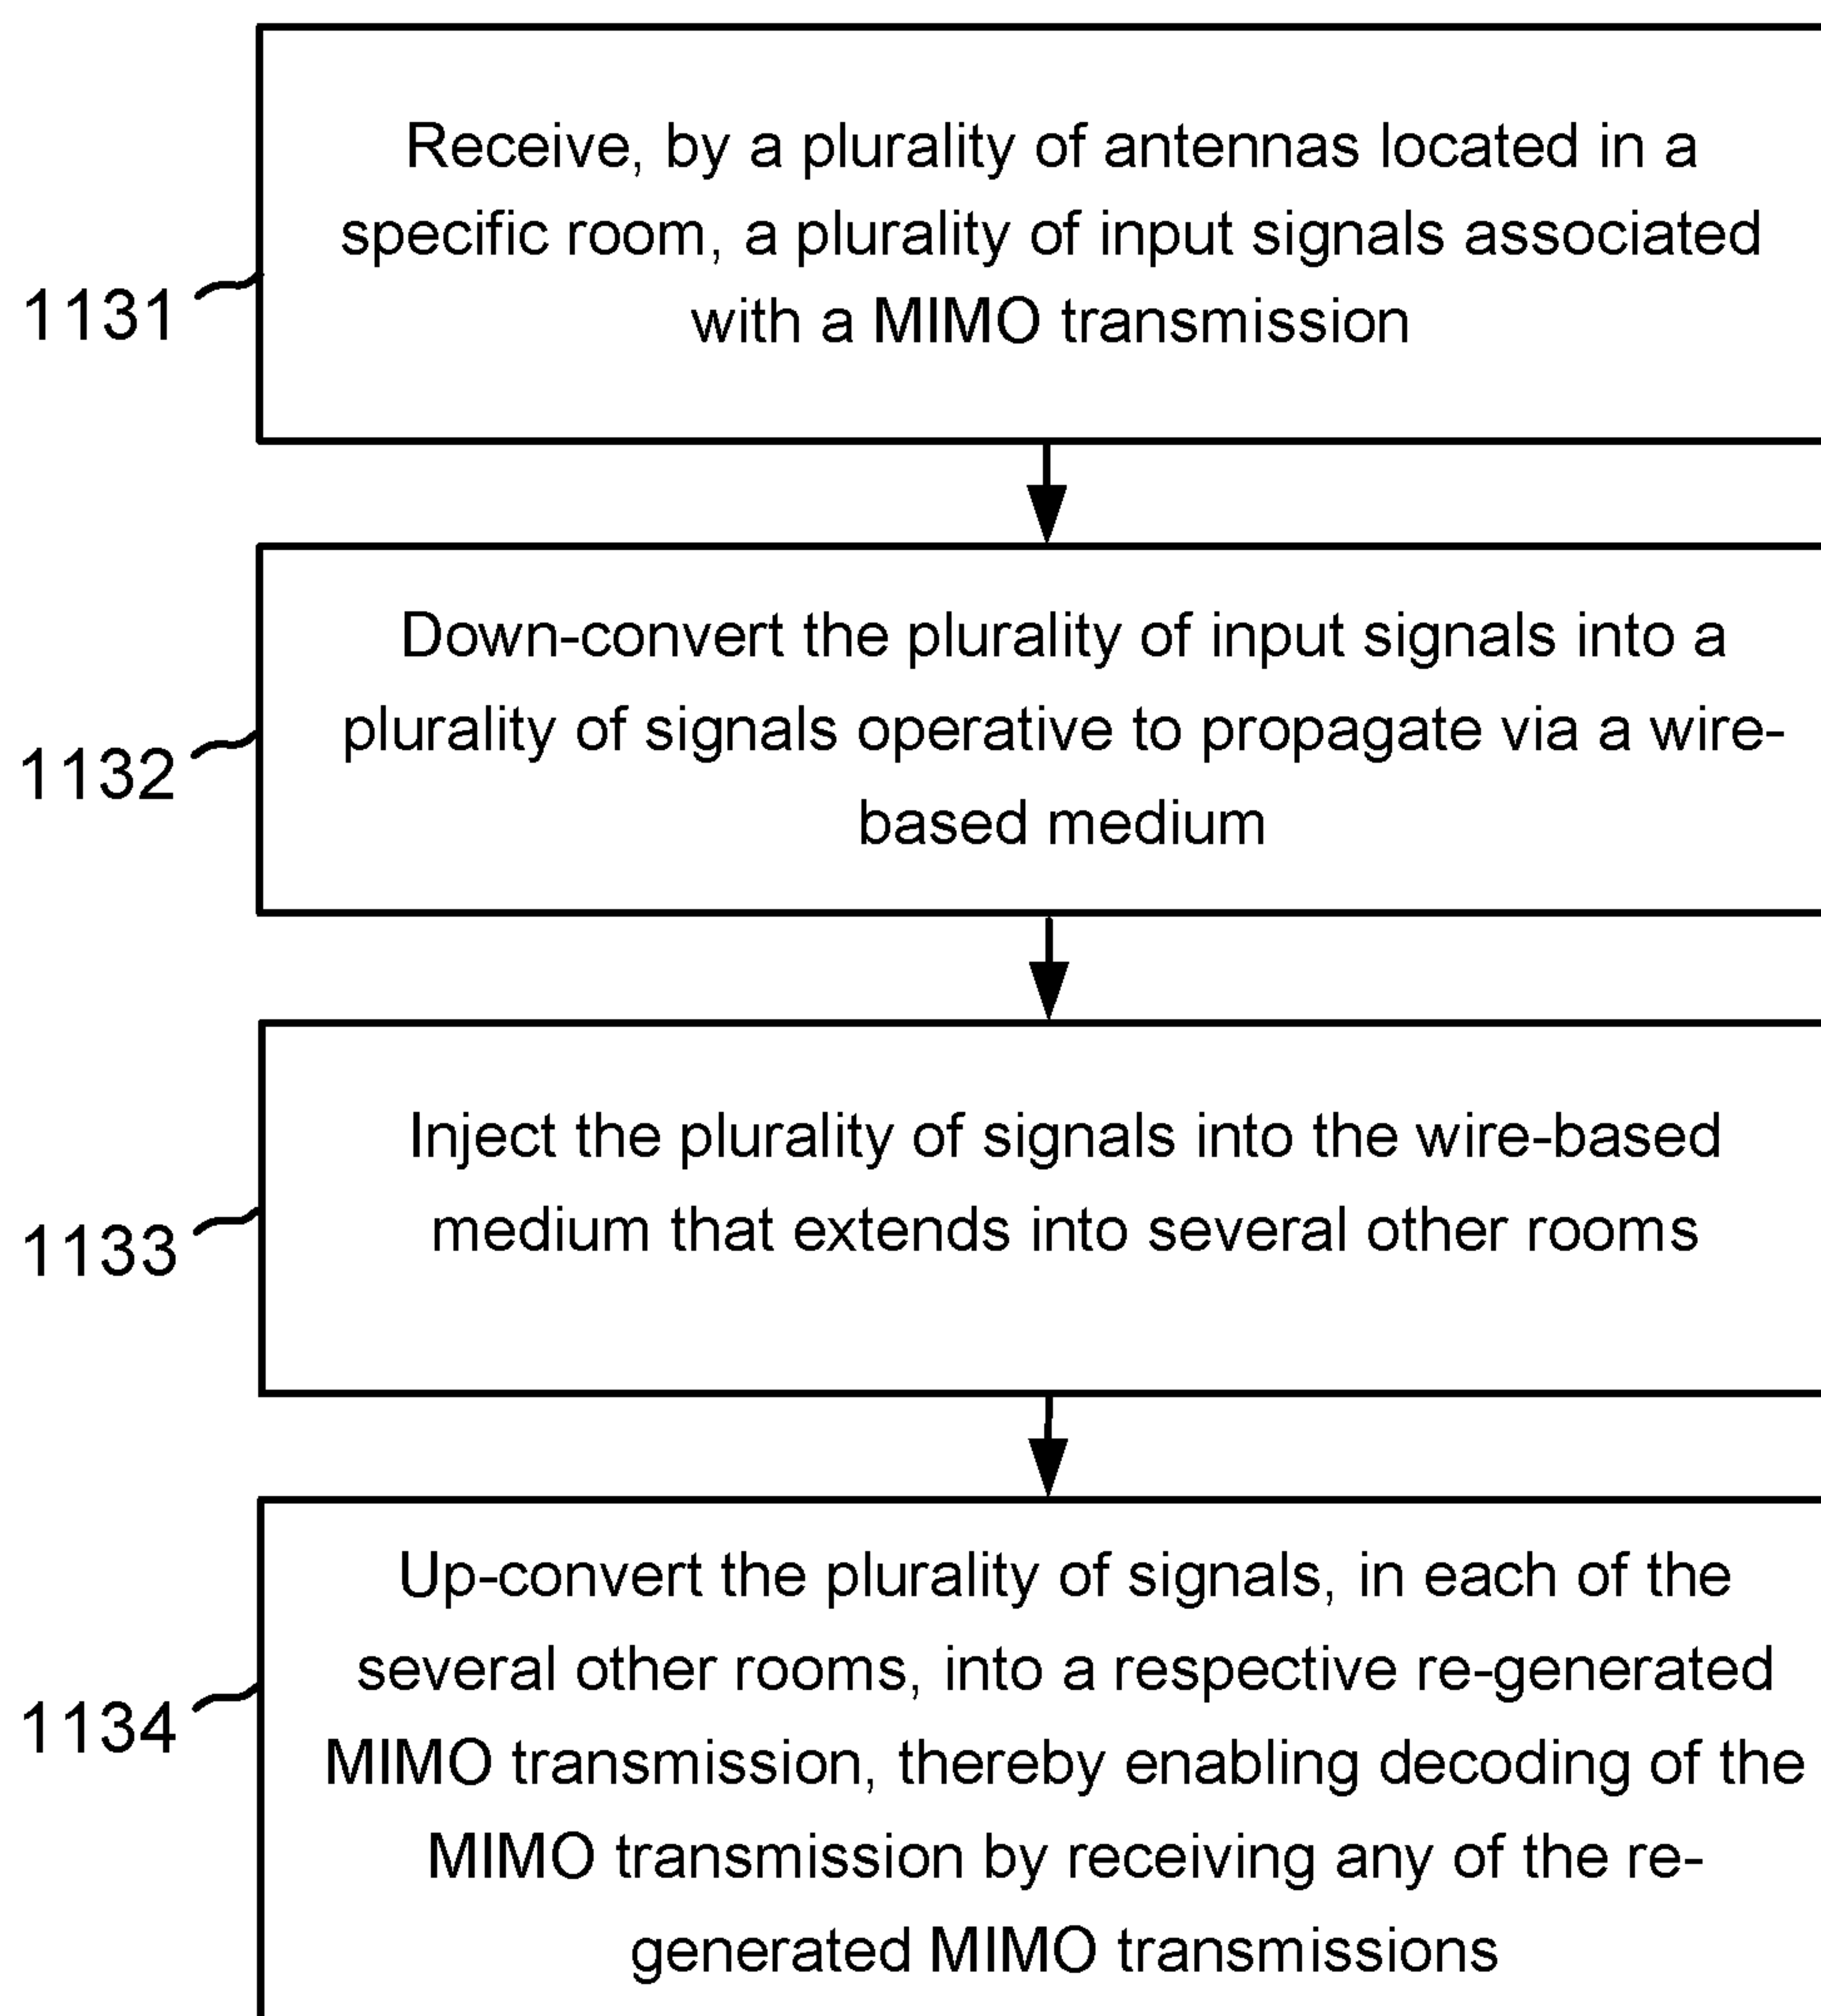 Receive, by a plurality of antennas located in a
specific room, a plurality of input signals associated
with a MIMO transmission
1131
Down-convert the plurality of input signals into a
plurality of signals operative to propagate via a wire-
based medium
1132
Inject the plurality of signals into the wire-based
medium that extends into several other rooms
1133
Up-convert the plurality of signals, in each of the
several other rooms, into a respective re-generated
MIMO transmission, thereby enabling decoding of the
MIMO transmission by receiving any of the re-
generated MIMO transmissions
1134